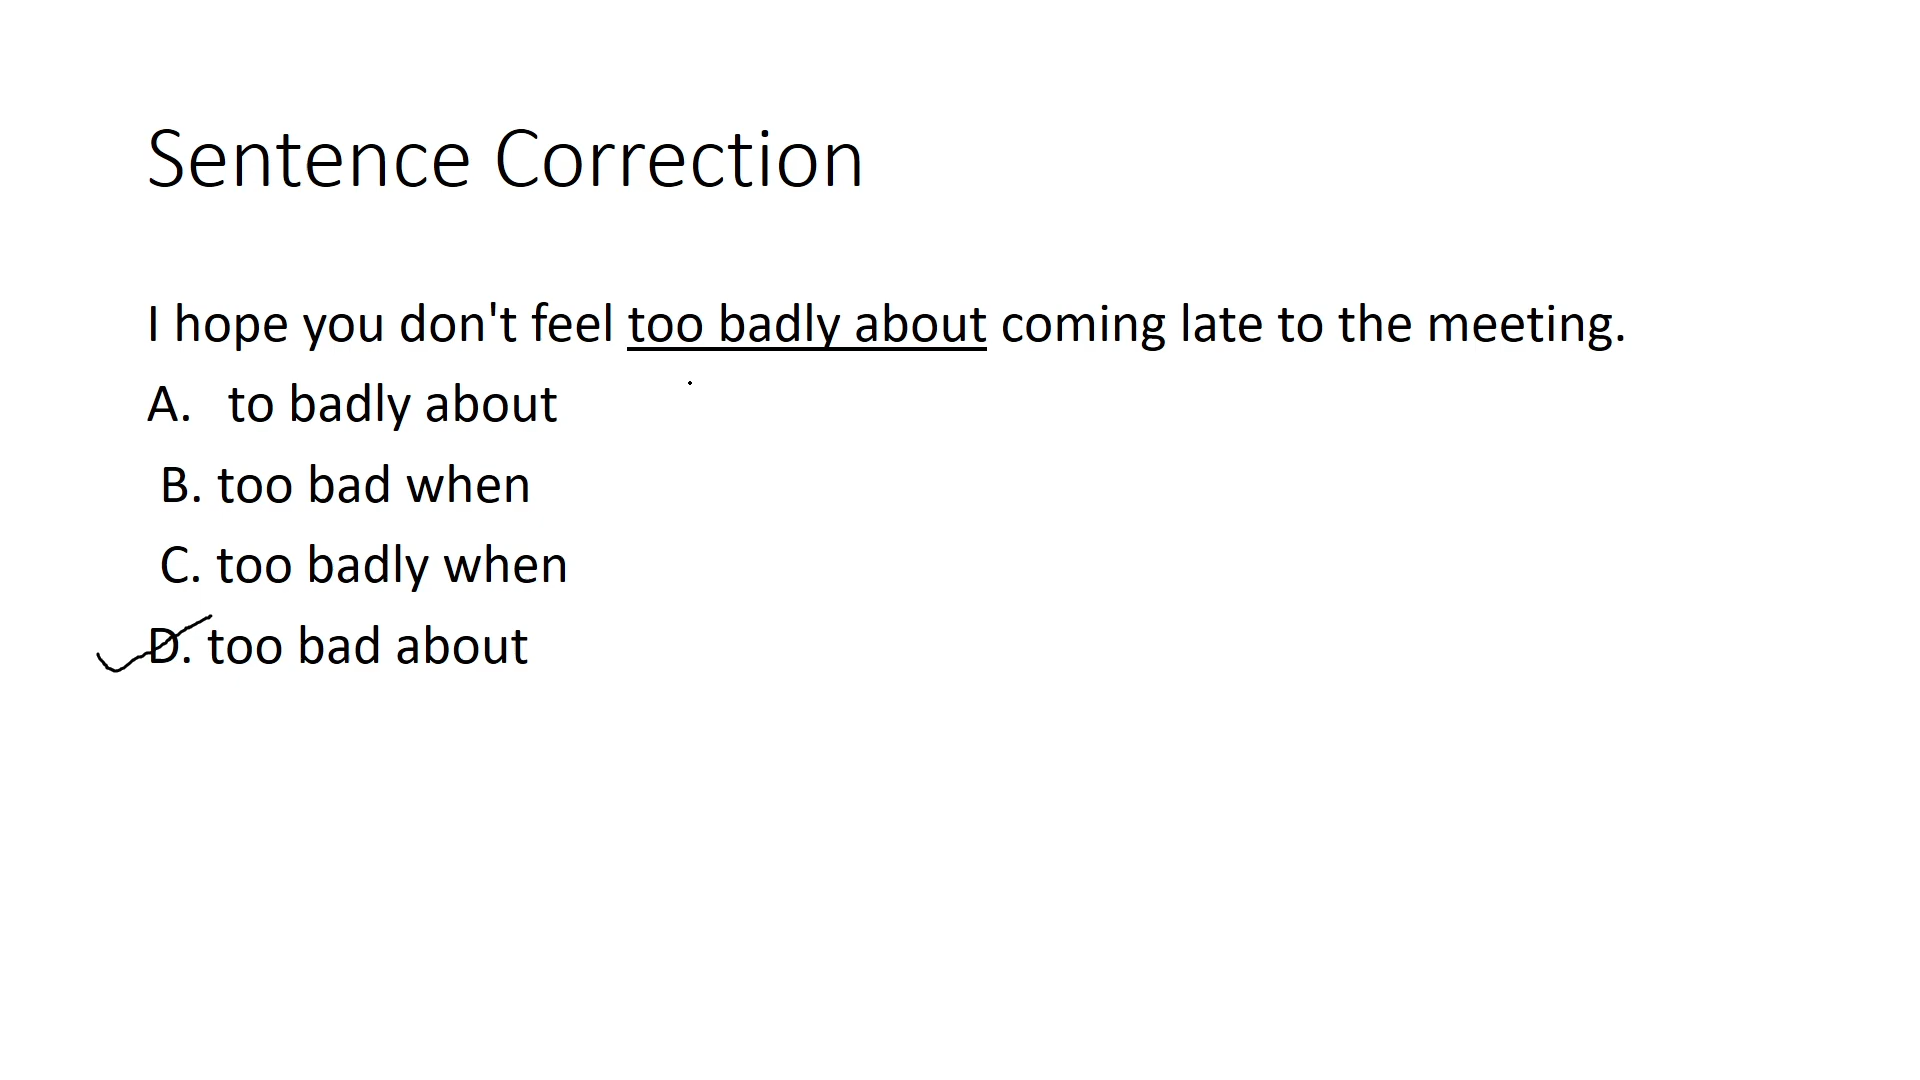 Sentence Correction
I hope you don't feel too badly about coming late to the meeting.
A. to badly about
B. too bad when
C. too badly when
D. too bad about